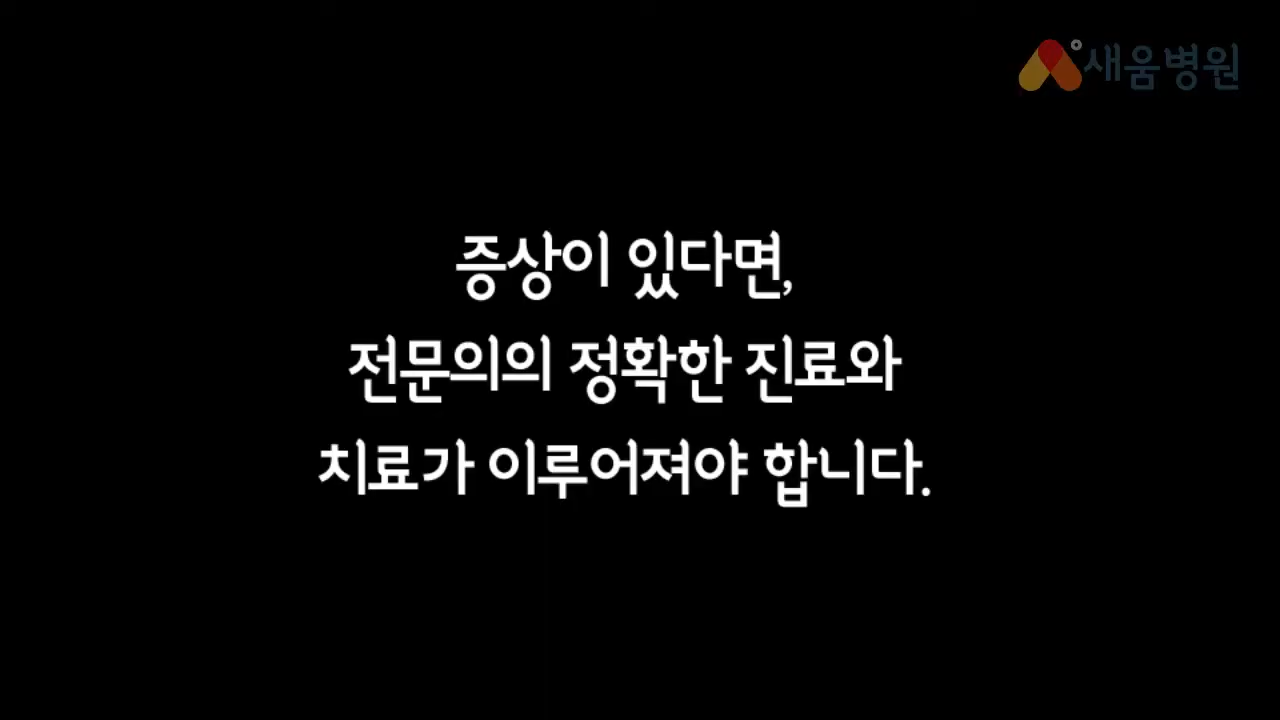 새움병원
증상이 있다면,
전문의의 정확한 진료와
치료가 이루어져야 합니다.